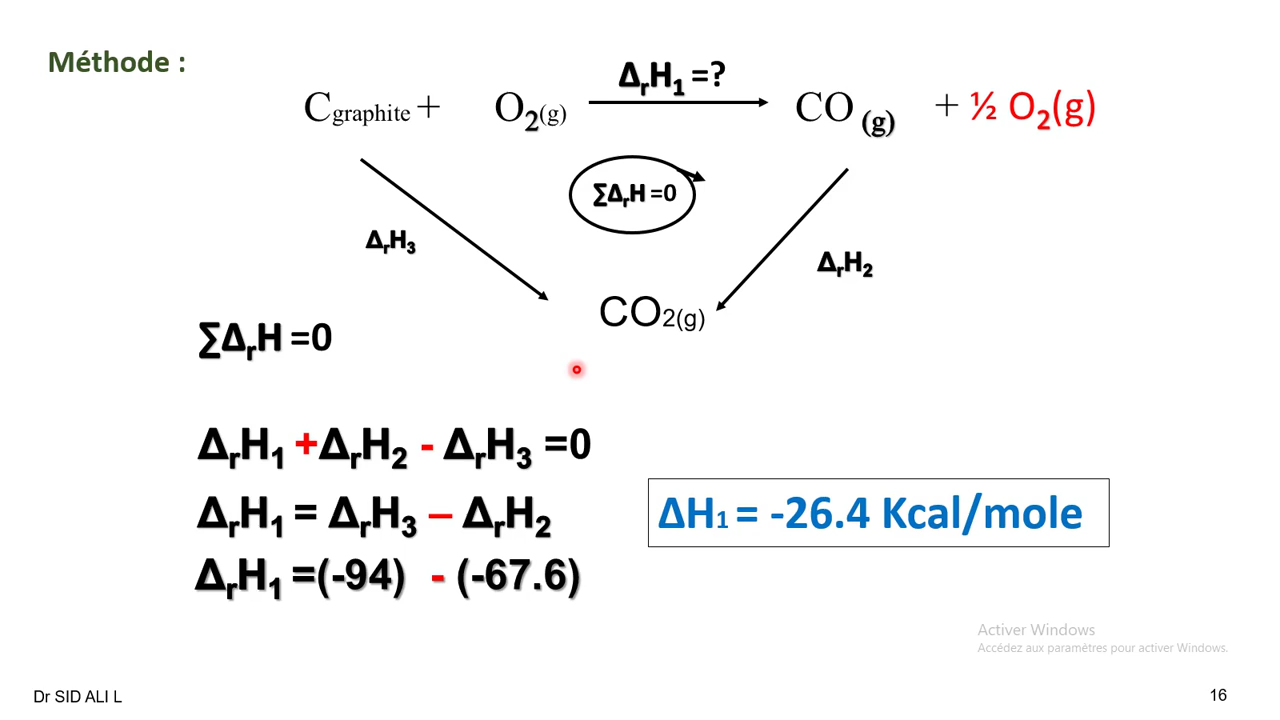 Méthode :
ΔrH1 =?
Cgraphite + O2(g) CO (g) + ½ O2(g)
∑ΔrH =0
ΔrH3
ΔrH2
CO2(g)
∑ΔrH =0
ΔrH1 +ΔrH2 - ΔrH3 =0
ΔrH1 = ΔrH3 – ΔrH2
ΔH1 = -26.4 Kcal/mole
ΔrH1 =(-94) - (-67.6)
Activer Windows
Accédez aux paramètres pour activer Windows.
Dr SID ALI L
16